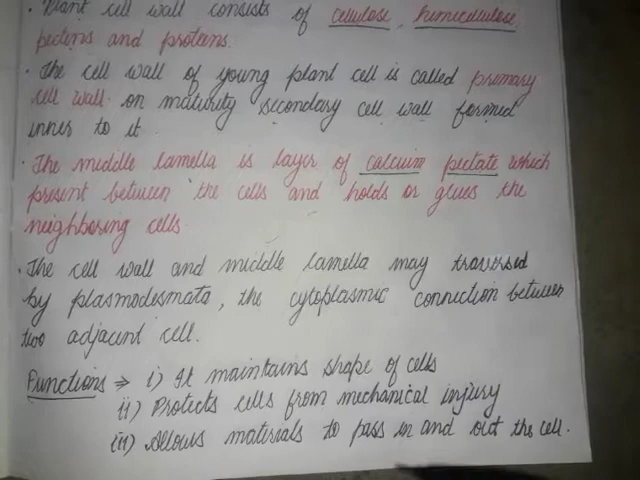 · Plant cell wall consists of cellulose, hemicellulose,
pectins and proteins.
· The cell wall of young plant cell is called primary
cell wall on maturity secondary cell wall formed
inner to it.
· The middle lamella is layer of calcium pectate which
present between the cells and holds or glues the
neighboring cells.
· The cell wall and middle lamella may traversed
by plasmodesmata, the cytoplasmic connection between
two adjacent cell.
Functions ⇒ i) It maintains shape of cells
ii) Protects cells from mechanical injury
iii) Allows materials to pass in and out the cell.